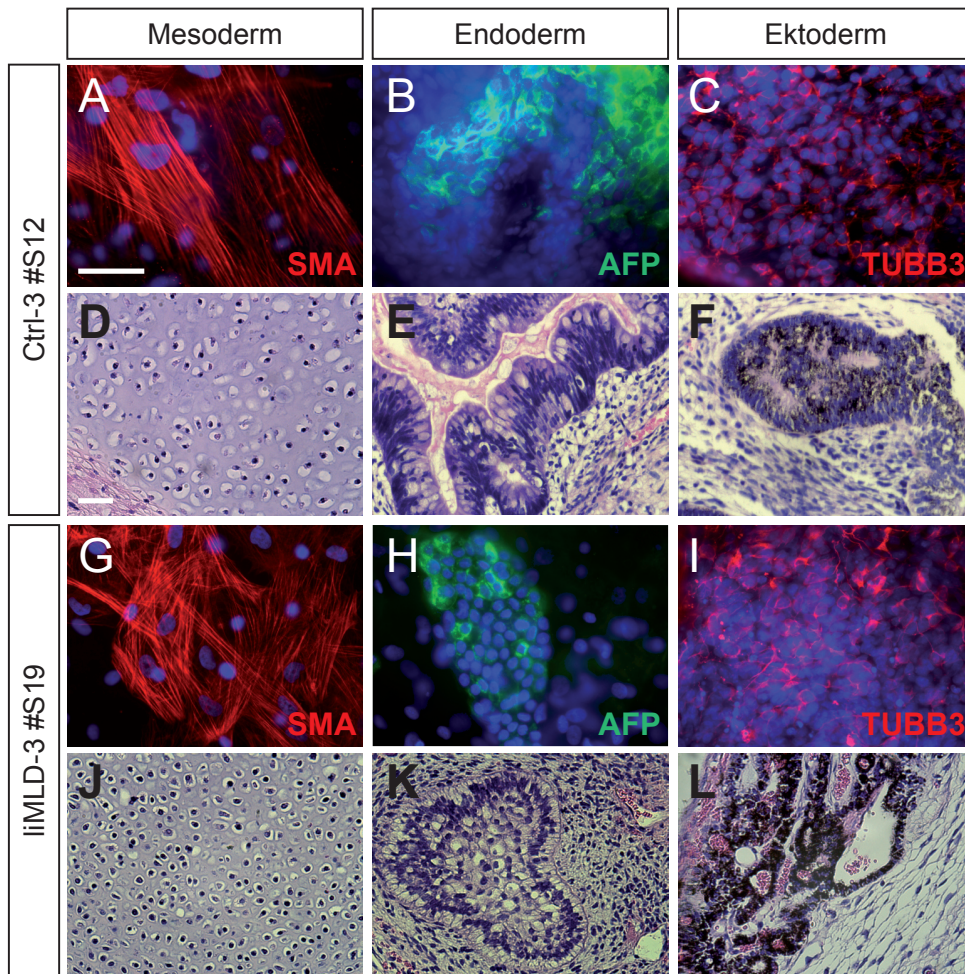 Mesoderm
Endoderm
Ektoderm
Ctrl-3 #S12
A
SMA
B
AFP
C
TUBB3
D
E
F
liMLD-3 #S19
G
SMA
H
AFP
I
TUBB3
J
K
L